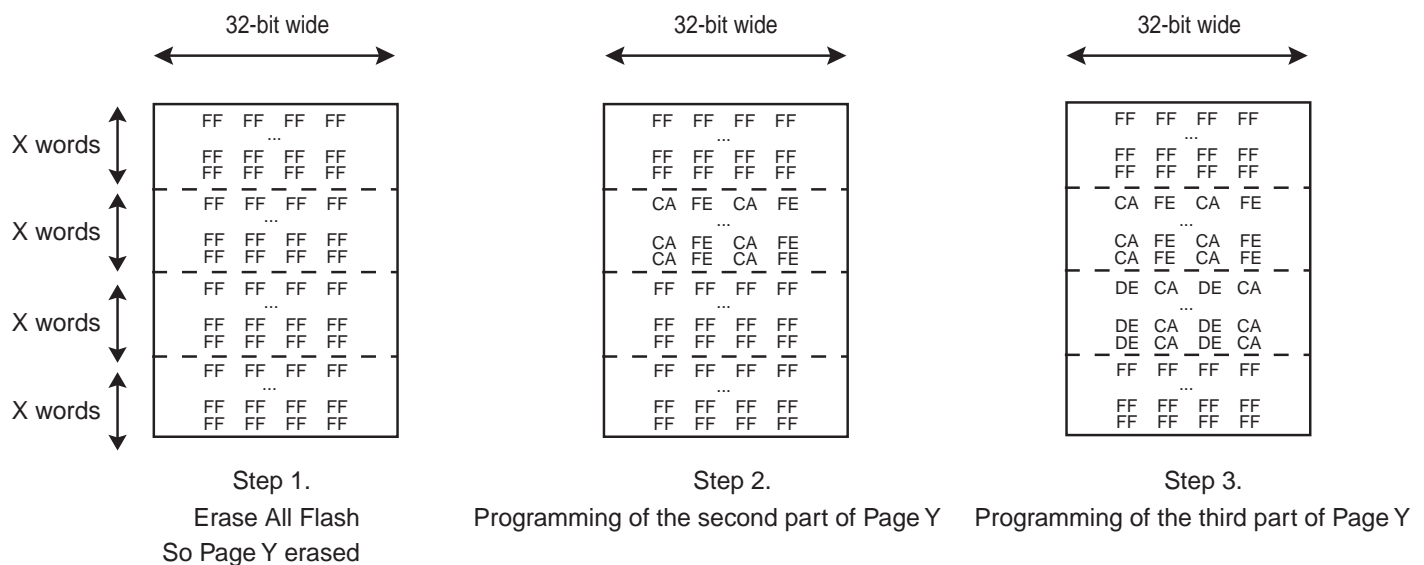 32-bit wide
32-bit wide
32-bit wide
X words
X words
X words
X words
FF FF FF FF
...
FF FF FF FF
FF FF FF FF
FF FF FF FF
...
FF FF FF FF
FF FF FF FF
FF FF FF FF
...
FF FF FF FF
FF FF FF FF
FF FF FF FF
...
FF FF FF FF
FF FF FF FF
Step 1.
Erase All Flash
So Page Y erased
FF FF FF FF
...
FF FF FF FF
FF FF FF FF
CA FE CA FE
...
CA FE CA FE
CA FE CA FE
FF FF FF FF
...
FF FF FF FF
FF FF FF FF
FF FF FF FF
...
FF FF FF FF
FF FF FF FF
Step 2.
Programming of the second part of Page Y
FF FF FF FF
...
FF FF FF FF
FF FF FF FF
CA FE CA FE
...
CA FE CA FE
CA FE CA FE
DE CA DE CA
...
DE CA DE CA
DE CA DE CA
FF FF FF FF
...
FF FF FF FF
FF FF FF FF
Step 3.
Programming of the third part of Page Y